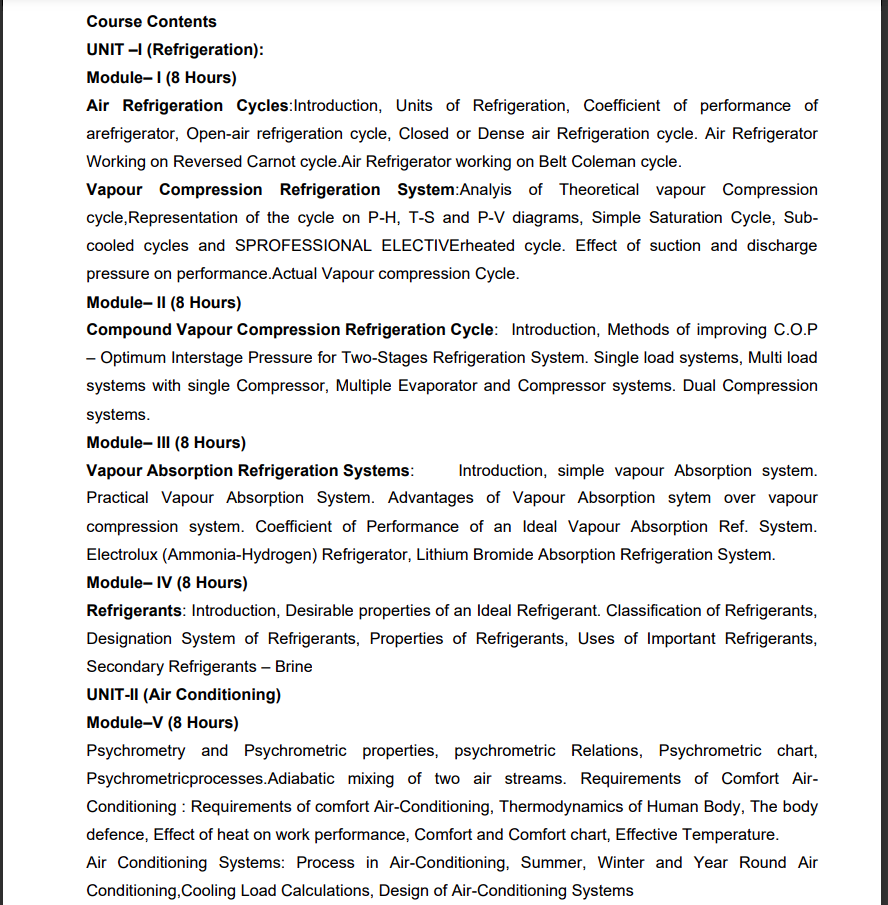 Course Contents
UNIT –I (Refrigeration):
Module– I (8 Hours)
Air Refrigeration Cycles:Introduction, Units of Refrigeration, Coefficient of performance of
arefrigerator, Open-air refrigeration cycle, Closed or Dense air Refrigeration cycle. Air Refrigerator
Working on Reversed Carnot cycle.Air Refrigerator working on Belt Coleman cycle.
Vapour Compression Refrigeration System:Analyis of Theoretical vapour Compression
cycle,Representation of the cycle on P-H, T-S and P-V diagrams, Simple Saturation Cycle, Sub-
cooled cycles and SPROFESSIONAL ELECTIVErheated cycle. Effect of suction and discharge
pressure on performance.Actual Vapour compression Cycle.
Module– II (8 Hours)
Compound Vapour Compression Refrigeration Cycle: Introduction, Methods of improving C.O.P
– Optimum Interstage Pressure for Two-Stages Refrigeration System. Single load systems, Multi load
systems with single Compressor, Multiple Evaporator and Compressor systems. Dual Compression
systems.
Module– III (8 Hours)
Vapour Absorption Refrigeration Systems: Introduction, simple vapour Absorption system.
Practical Vapour Absorption System. Advantages of Vapour Absorption sytem over vapour
compression system. Coefficient of Performance of an Ideal Vapour Absorption Ref. System.
Electrolux (Ammonia-Hydrogen) Refrigerator, Lithium Bromide Absorption Refrigeration System.
Module– IV (8 Hours)
Refrigerants: Introduction, Desirable properties of an Ideal Refrigerant. Classification of Refrigerants,
Designation System of Refrigerants, Properties of Refrigerants, Uses of Important Refrigerants,
Secondary Refrigerants – Brine
UNIT-II (Air Conditioning)
Module–V (8 Hours)
Psychrometry and Psychrometric properties, psychrometric Relations, Psychrometric chart,
Psychrometricprocesses.Adiabatic mixing of two air streams. Requirements of Comfort Air-
Conditioning : Requirements of comfort Air-Conditioning, Thermodynamics of Human Body, The body
defence, Effect of heat on work performance, Comfort and Comfort chart, Effective Temperature.
Air Conditioning Systems: Process in Air-Conditioning, Summer, Winter and Year Round Air
Conditioning,Cooling Load Calculations, Design of Air-Conditioning Systems